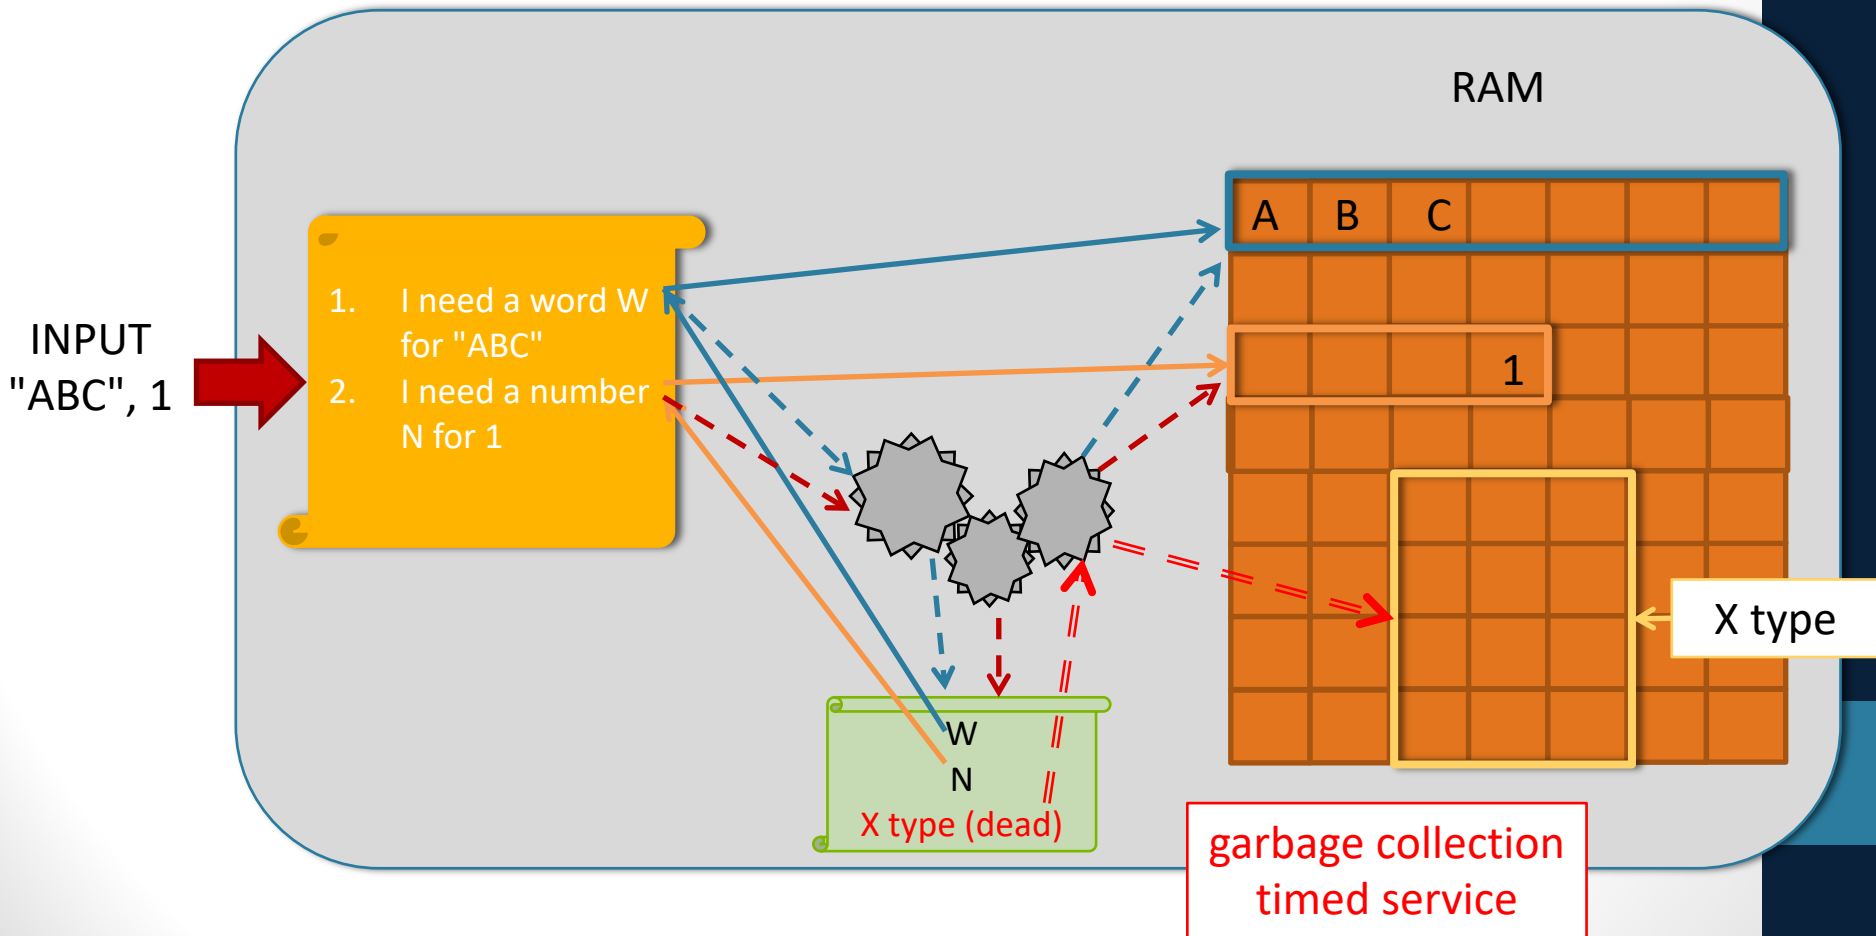 RAM
A B C
1
INPUT
"ABC", 1
1. I need a word W
for "ABC"
2. I need a number
N for 1
X type
W
N
X type (dead)
garbage collection
timed service